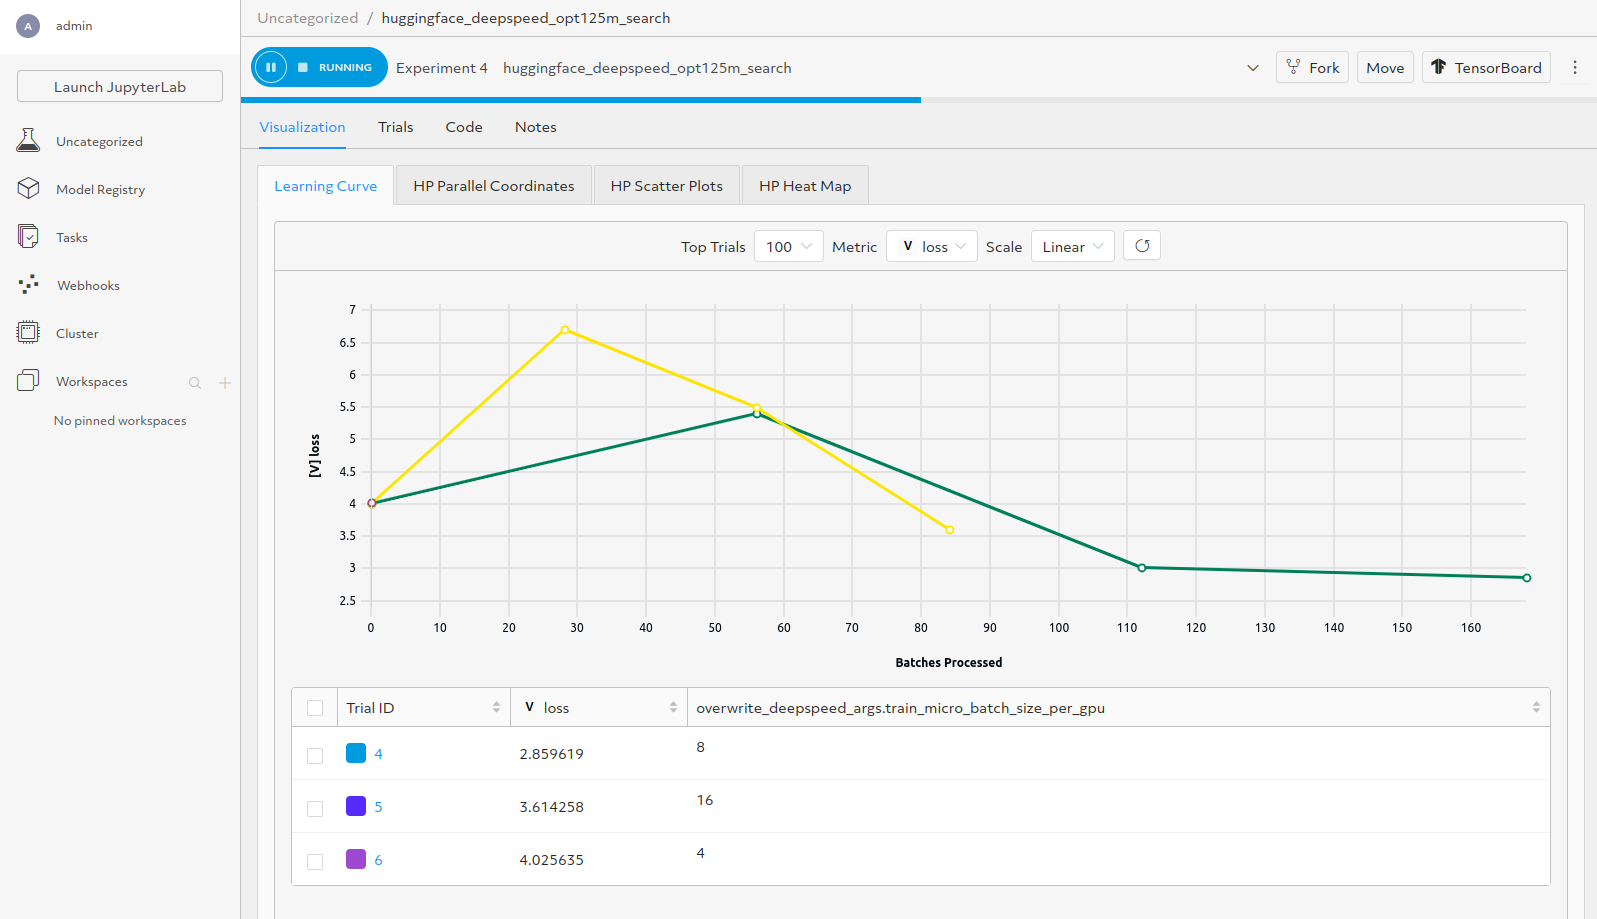 A admin
Launch JupyterLab
Uncategorized
Model Registry
Tasks
Webhooks
Cluster
Workspaces
No pinned workspaces
Uncategorized / huggingface_deepspeed_opt125m_search
RUNNING Experiment 4 huggingface_deepspeed_opt125m_search Fork Move TensorBoard
Visualization Trials Code Notes
Learning Curve HP Parallel Coordinates HP Scatter Plots HP Heat Map
Top Trials 100 Metric V loss Scale Linear
7
6.5
6
5.5
5
4.5
4
3.5
3
2.5
[V] loss
0 10 20 30 40 50 60 70 80 90 100 110 120 130 140 150 160
Batches Processed
Trial ID V loss overwrite_deepspeed_args.train_micro_batch_size_per_gpu
4 2.859619 8
5 3.614258 16
6 4.025635 4